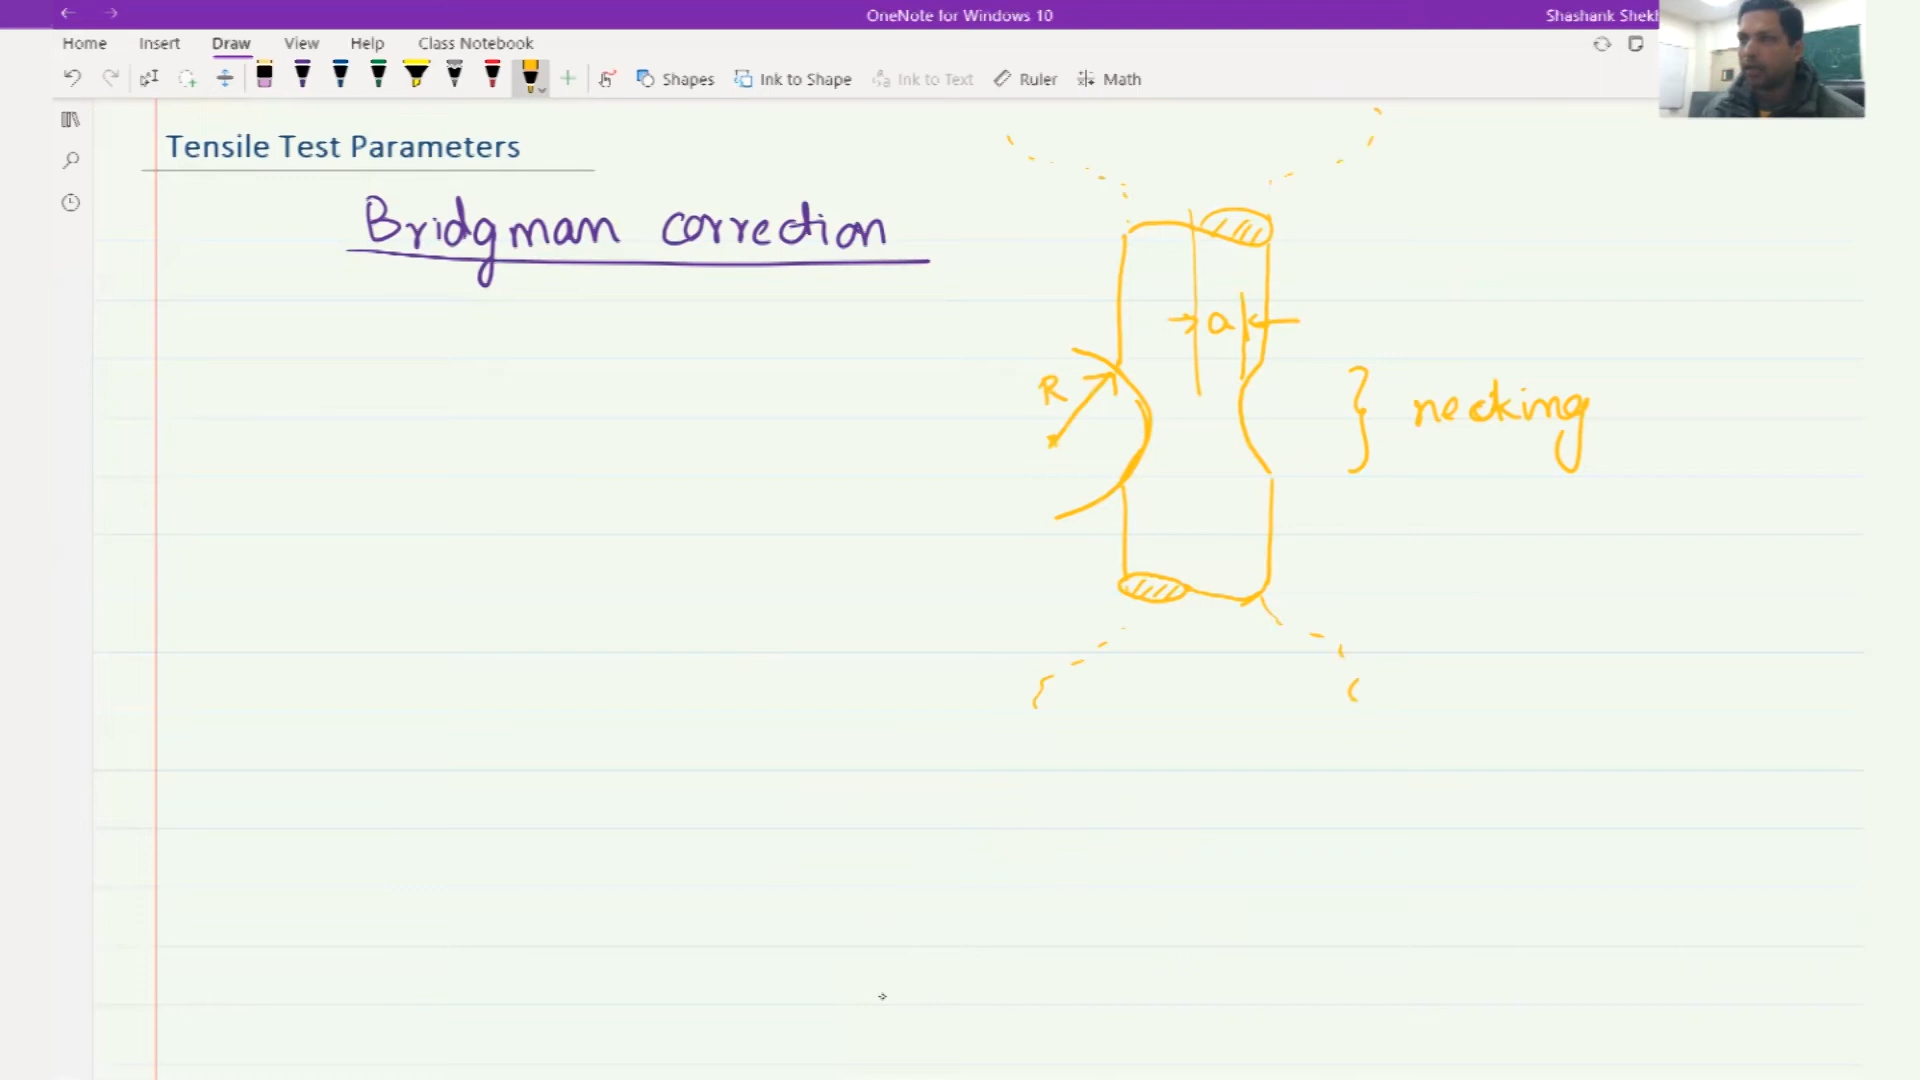 OneNote for Windows 10
Shashank Shekh
Home Insert Draw View Help Class Notebook
Shapes Ink to Shape Ink to Text Ruler Math
Tensile Test Parameters
Bridgman correction
a
R
necking